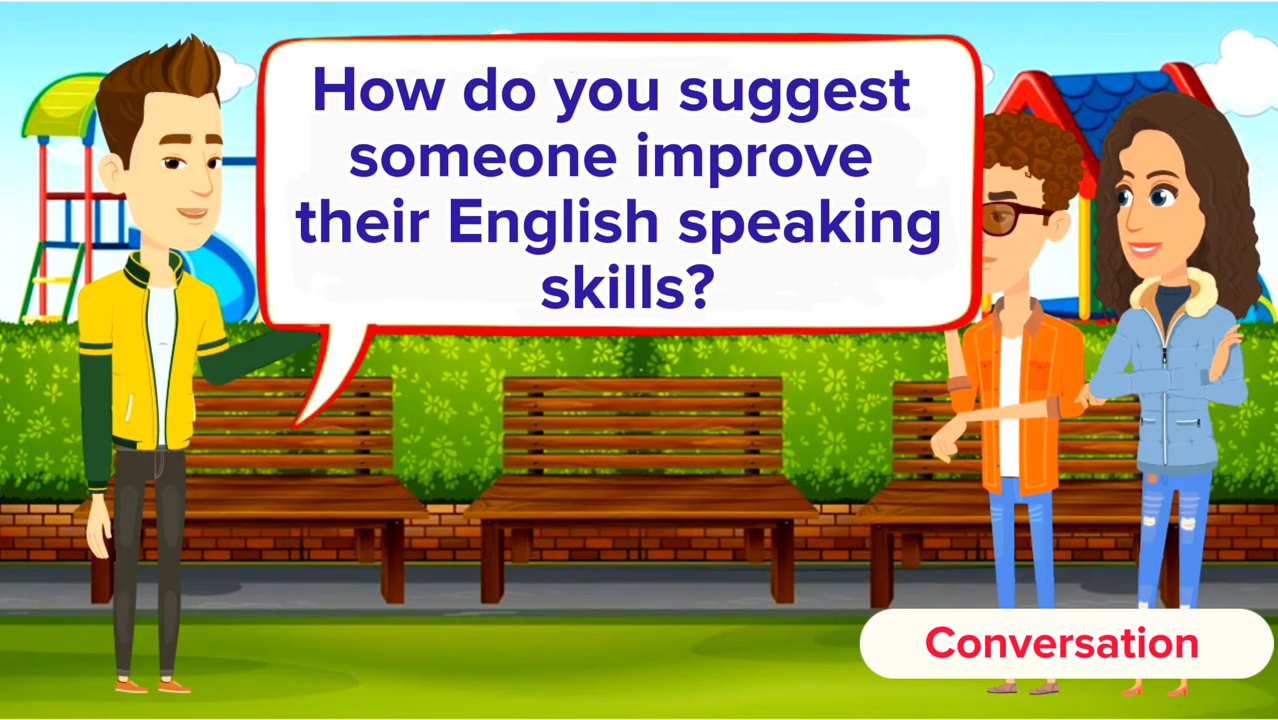 How do you suggest
someone improve
their English speaking
skills?
Conversation